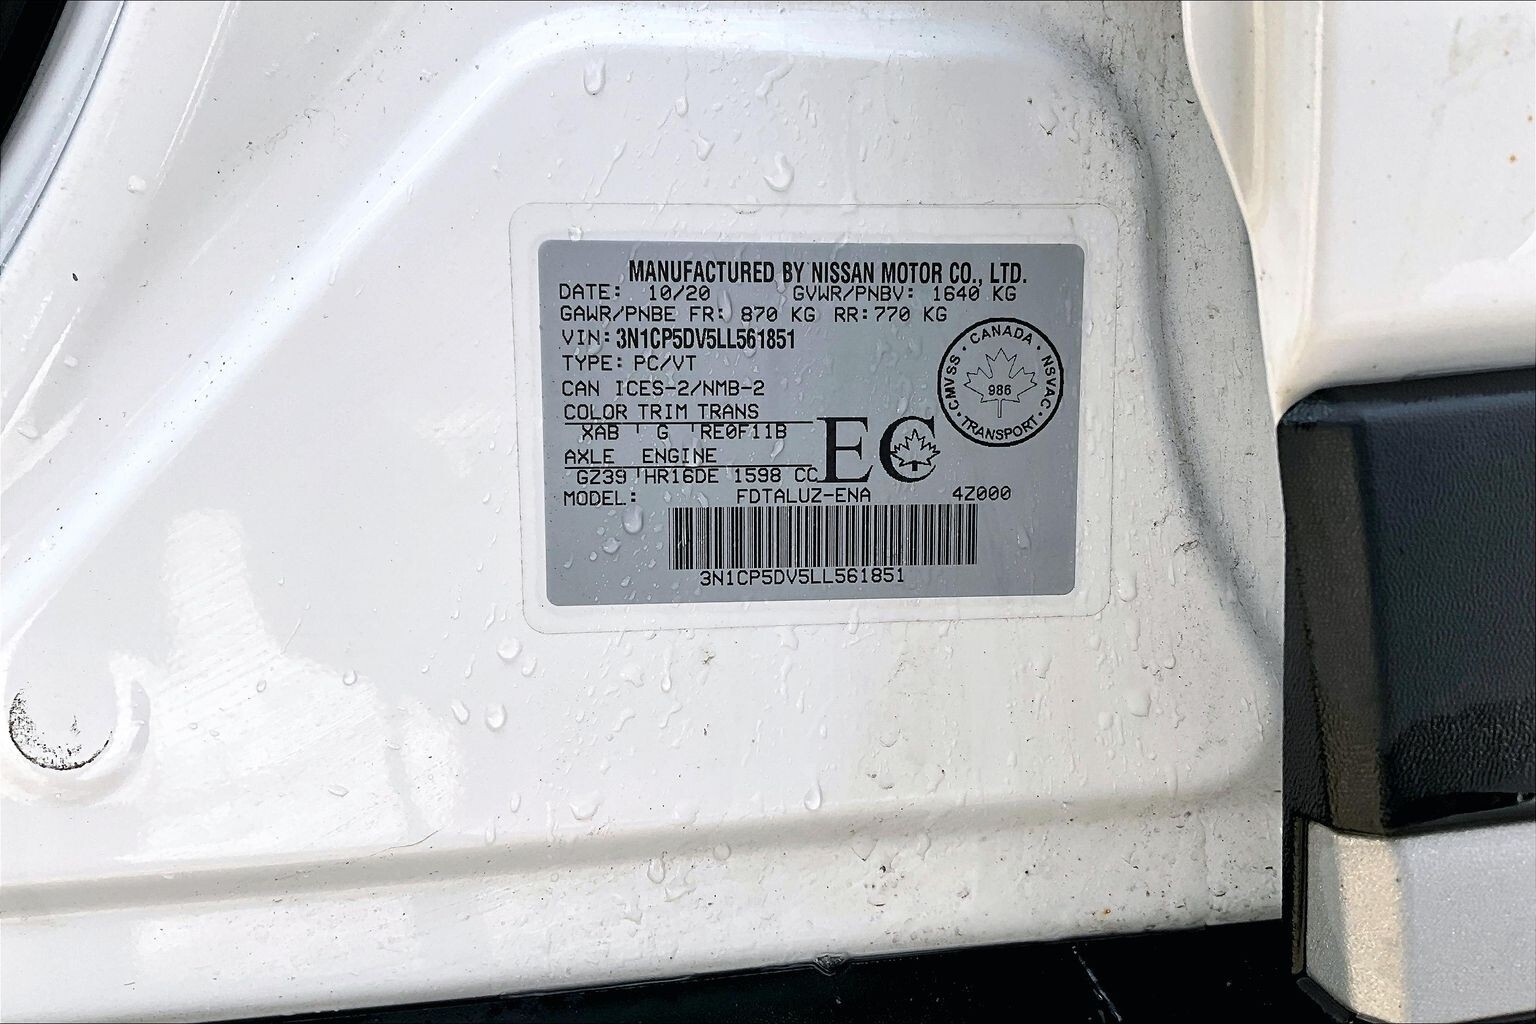 MANUFACTURED BY NISSAN MOTOR CO., LTD.
DATE: 10/20 GVWR/PNBV: 1640 KG
GAWR/PNBE FR: 870 KG RR:770 KG
VIN: 3N1CP5DV5LL561851
TYPE: PC/VT
CAN ICES-2/NMB-2
COLOR TRIM TRANS
XAB G RE0F11B
AXLE ENGINE
GZ39 HR16DE 1598 CC
EC
CANADA · NSVAC · TRANSPORT · CMVSS ·
986
MODEL: FDTALUZ-ENA 4Z000
3N1CP5DV5LL561851